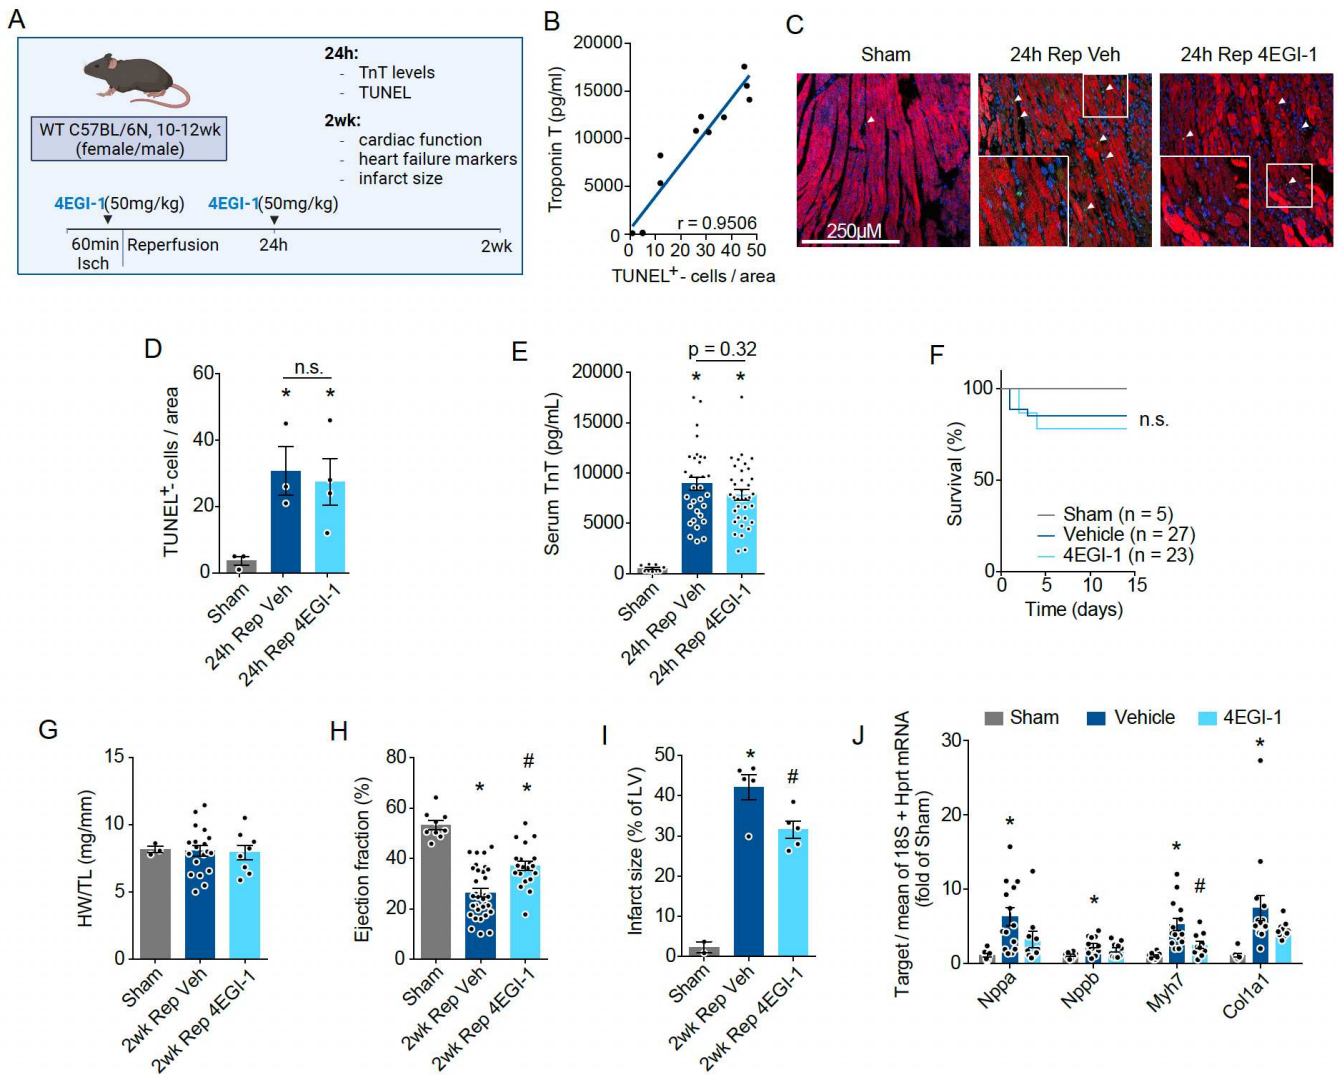 A
24h:
- TnT levels
- TUNEL
2wk:
- cardiac function
- heart failure markers
- infarct size
WT C57BL/6N, 10-12wk
(female/male)
4EGI-1(50mg/kg)
4EGI-1(50mg/kg)
60min
Isch
Reperfusion
24h
2wk
B
Troponin T (pg/ml)
20000
15000
10000
5000
0
r = 0.9506
0 10 20 30 40 50
TUNEL+- cells / area
C
Sham
24h Rep Veh
24h Rep 4EGI-1
250µM
D
TUNEL+- cells / area
60
40
20
0
n.s.
* *
Sham
24h Rep Veh
24h Rep 4EGI-1
E
Serum TnT (pg/mL)
20000
15000
10000
5000
0
p = 0.32
* *
Sham
24h Rep Veh
24h Rep 4EGI-1
F
Survival (%)
100
50
0
n.s.
Sham (n = 5)
Vehicle (n = 27)
4EGI-1 (n = 23)
0 5 10 15
Time (days)
G
HW/TL (mg/mm)
15
10
5
0
Sham
2wk Rep Veh
2wk Rep 4EGI-1
H
Ejection fraction (%)
80
60
40
20
0
#
* *
Sham
2wk Rep Veh
2wk Rep 4EGI-1
I
Infarct size (% of LV)
50
40
30
20
10
0
* #
Sham
2wk Rep Veh
2wk Rep 4EGI-1
J
Sham Vehicle 4EGI-1
Target / mean of 18S + Hprt mRNA
(fold of Sham)
30
20
10
0
* * * # *
Nppa
Nppb
Myh7
Col1a1